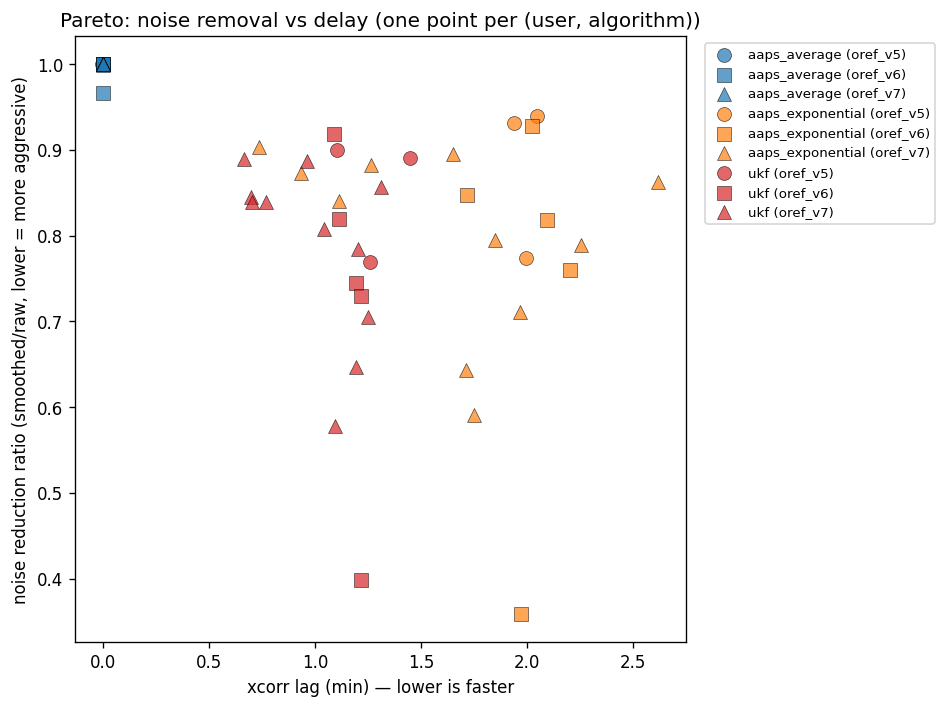 Pareto: noise removal vs delay (one point per (user, algorithm))
noise reduction ratio (smoothed/raw, lower = more aggressive)
1.0
0.9
0.8
0.7
0.6
0.5
0.4
0.0
0.5
1.0
1.5
2.0
2.5
xcorr lag (min) — lower is faster
aaps_average (oref_v5)
aaps_average (oref_v6)
aaps_average (oref_v7)
aaps_exponential (oref_v5)
aaps_exponential (oref_v6)
aaps_exponential (oref_v7)
ukf (oref_v5)
ukf (oref_v6)
ukf (oref_v7)